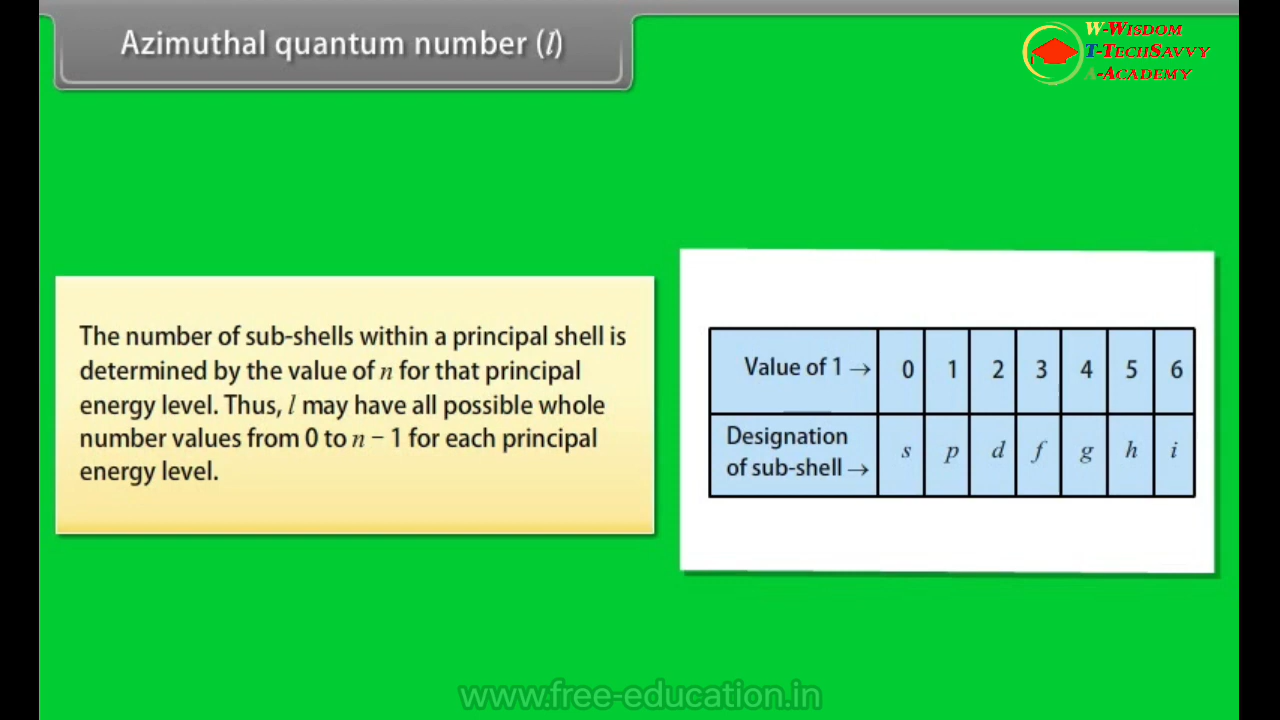 Azimuthal quantum number (l)
W-WISDOM
T-TECHSAVVY
A-ACADEMY
The number of sub-shells within a principal shell is
determined by the value of n for that principal
energy level. Thus, l may have all possible whole
number values from 0 to n − 1 for each principal
energy level.
Value of 1 → 0 1 2 3 4 5 6
Designation
of sub-shell → s p d f g h i
www.free-education.in